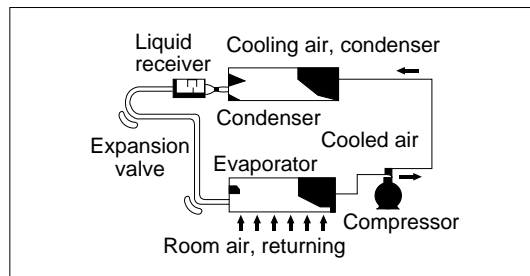 Liquid
receiver
Cooling air, condenser
Condenser
Cooled air
Expansion
valve
Evaporator
Compressor
Room air, returning